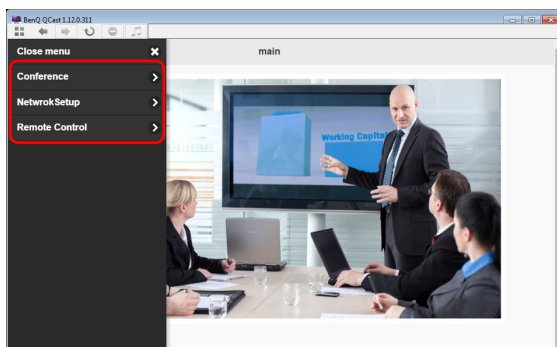 BenQ QCast 1.12.0.311
Close menu
main
Conference
NetwrokSetup
Remote Control
Working Capital